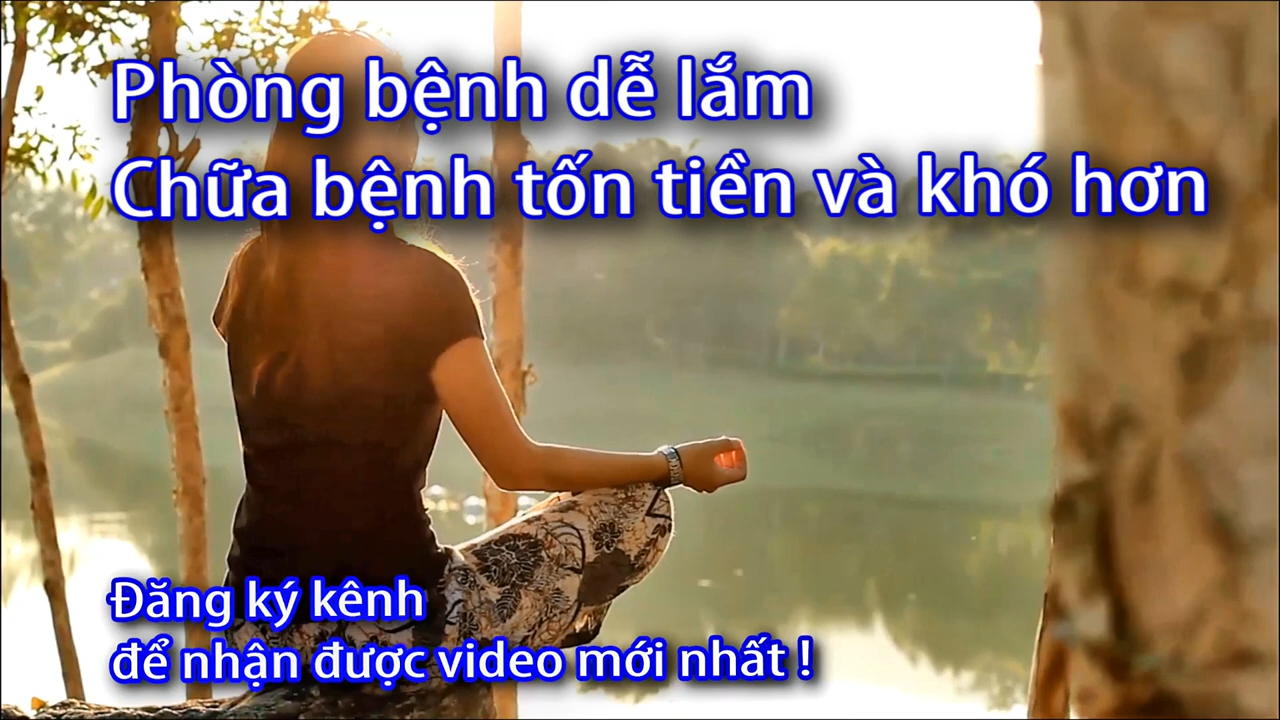 Phòng bệnh dễ lắm
Chữa bệnh tốn tiền và khó hơn
Đăng ký kênh
để nhận được video mới nhất !